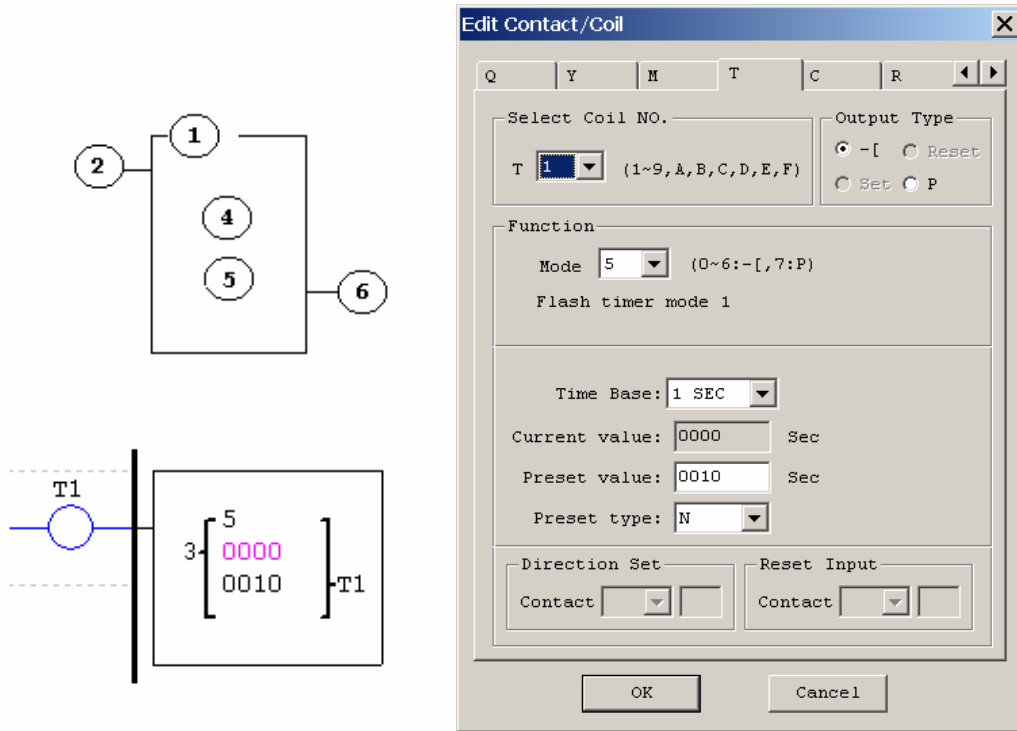 1
2
4
5
6
T1
5
3
0000
0010
T1
Edit Contact/Coil
Q Y M T C R
Select Coil NO.
T 1 (1~9,A,B,C,D,E,F)
Output Type
-[ Reset
Set P
Function
Mode 5 (0~6:-[,7:P)
Flash timer mode 1
Time Base: 1 SEC
Current value: 0000 Sec
Preset value: 0010 Sec
Preset type: N
Direction Set
Contact
Reset Input
Contact
OK Cancel